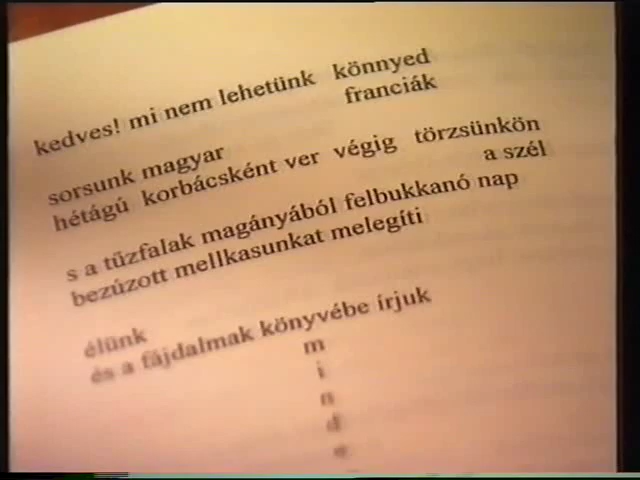 kedves! mi nem lehetünk könnyed
franciák
sorsunk magyar
hétágú korbácsként ver végig törzsünkön
a szél
s a tűzfalak magányából felbukkanó nap
bezúzott mellkasunkat melegíti
élünk
és a fájdalmak könyvébe írjuk
m
i
n
d
e